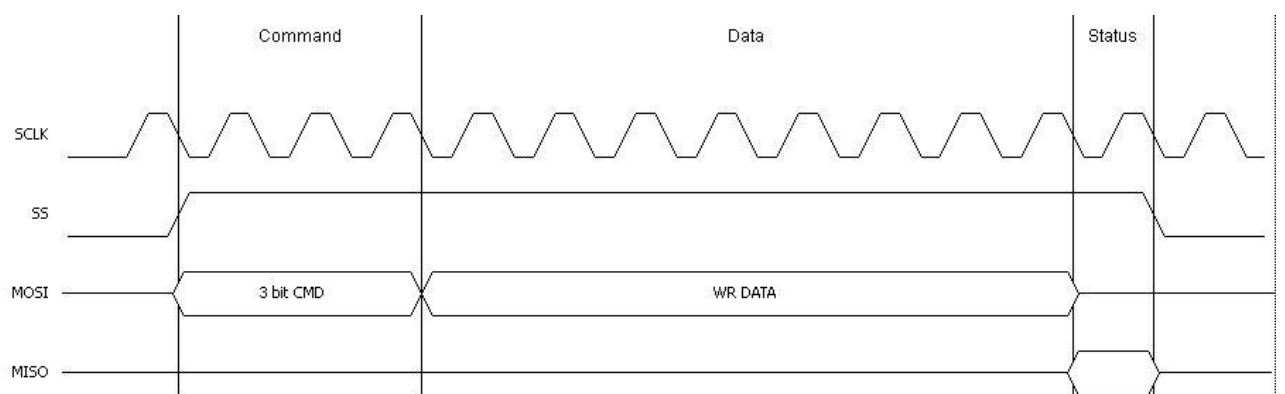 Command Data Status
SCLK
SS
MOSI 3 bit CMD WR DATA
MISO